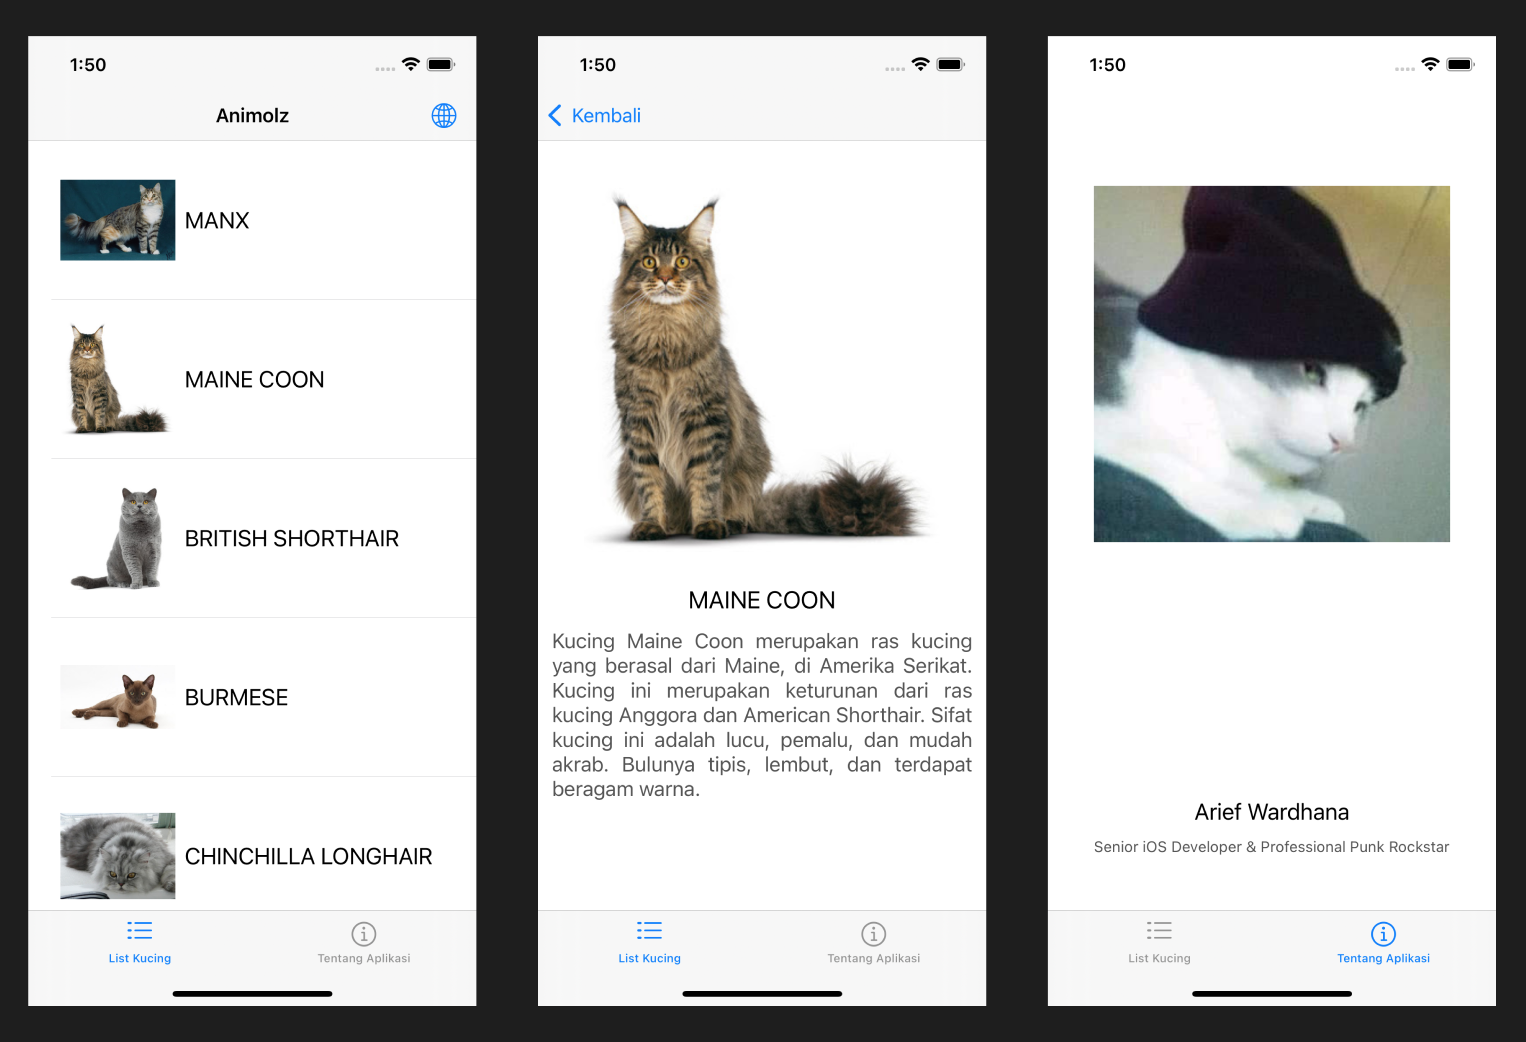 1:50
Animolz
MANX
MAINE COON
BRITISH SHORTHAIR
BURMESE
CHINCHILLA LONGHAIR
List Kucing
Tentang Aplikasi
1:50
Kembali
MAINE COON
Kucing Maine Coon merupakan ras kucing
yang berasal dari Maine, di Amerika Serikat.
Kucing ini merupakan keturunan dari ras
kucing Anggora dan American Shorthair. Sifat
kucing ini adalah lucu, pemalu, dan mudah
akrab. Bulunya tipis, lembut, dan terdapat
beragam warna.
List Kucing
Tentang Aplikasi
1:50
Arief Wardhana
Senior iOS Developer & Professional Punk Rockstar
List Kucing
Tentang Aplikasi